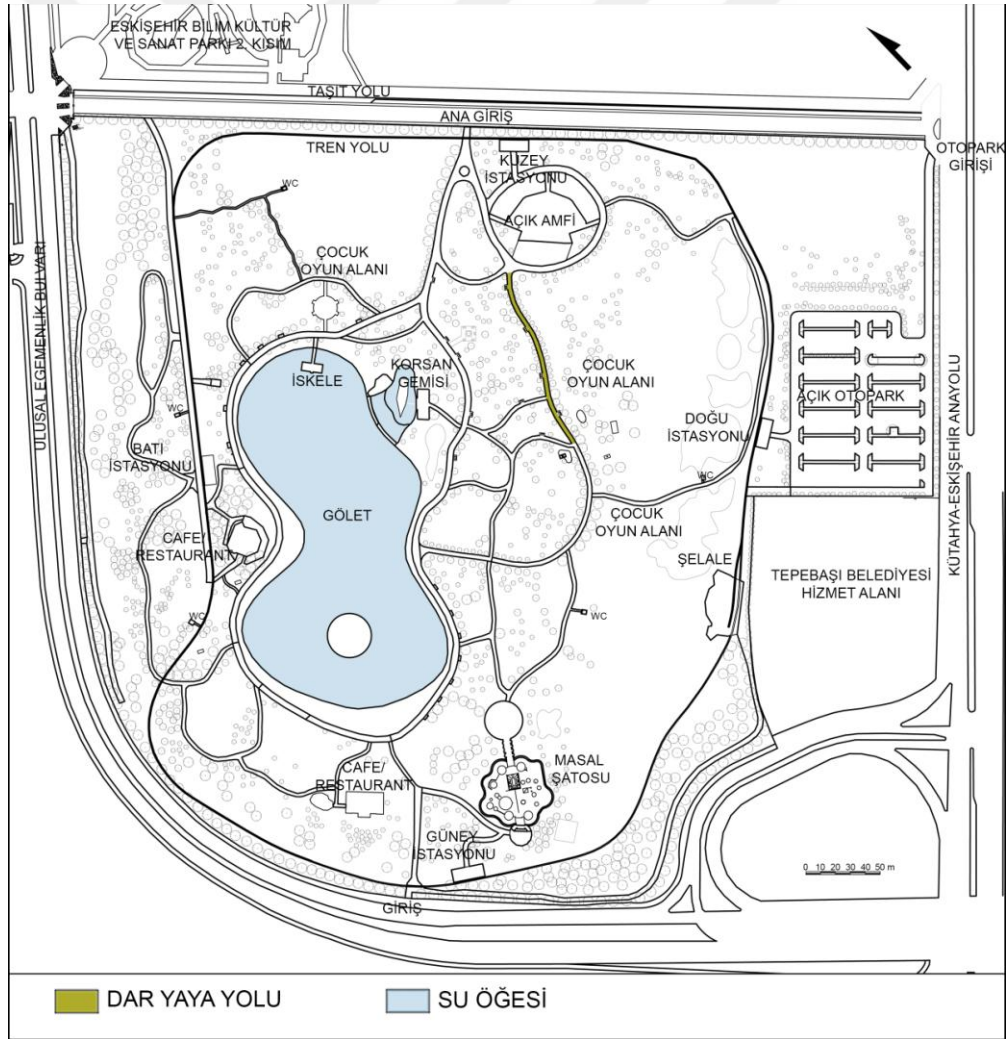 ESKİŞEHİR BİLİM KÜLTÜR
VE SANAT PARKI 2. KISIM
TAŞIT YOLU
ANA GİRİŞ
TREN YOLU
KUZEY
İSTASYONU
OTOPARK
GİRİŞİ
WC
AÇIK AMFİ
ÇOCUK
OYUN ALANI
ULUSAL EGEMENLİK BULVARI
İSKELE
KORSAN
GEMİSİ
ÇOCUK
OYUN ALANI
AÇIK OTOPARK
KÜTAHYA-ESKİŞEHİR ANAYOLU
WC
DOĞU
İSTASYONU
BATI
İSTASYONU
WC
GÖLET
ÇOCUK
OYUN ALANI
CAFE/
RESTAURANT
ŞELALE
TEPEBAŞI BELEDİYESİ
HİZMET ALANI
WC
WC
MASAL
ŞATOSU
CAFE/
RESTAURANT
GÜNEY
İSTASYONU
0 10 20 30 40 50 m
GİRİŞ
DAR YAYA YOLU
SU ÖĞESİ